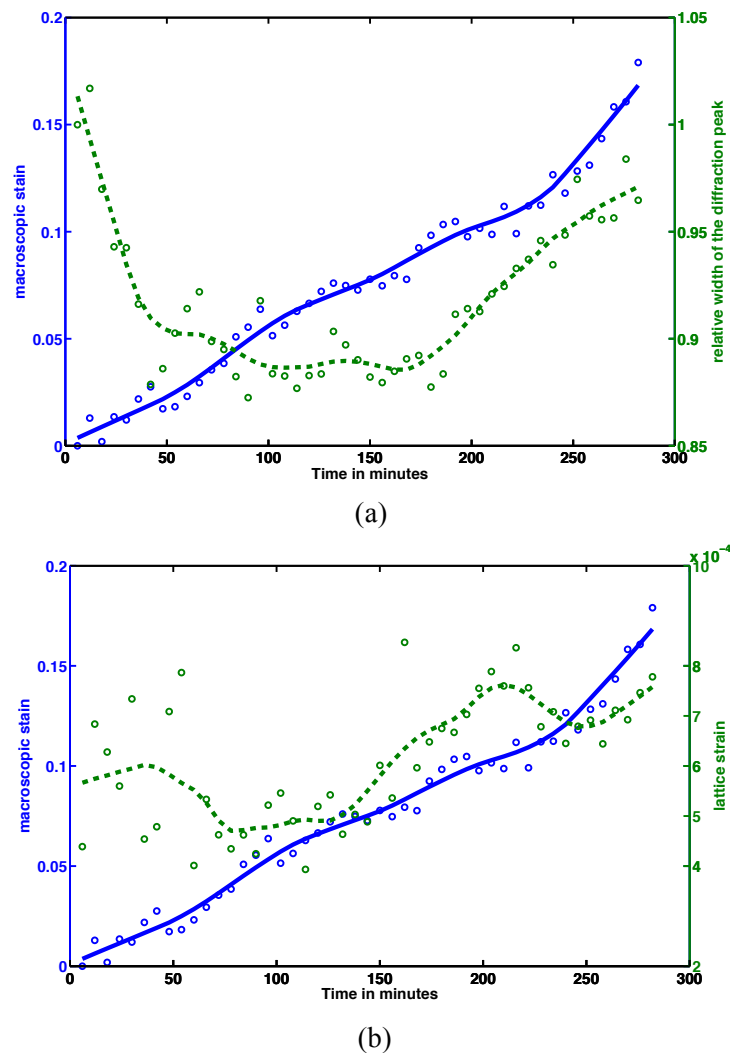 0.2
0.15
0.1
0.05
0
macroscopic stain
1.05
1
0.95
0.9
0.85
relative width of the diffraction peak
0 50 100 150 200 250 300
Time in minutes
(a)
x 10⁻⁴
0.2
0.15
0.1
0.05
0
macroscopic stain
10
8
6
4
2
lattice strain
0 50 100 150 200 250 300
Time in minutes
(b)